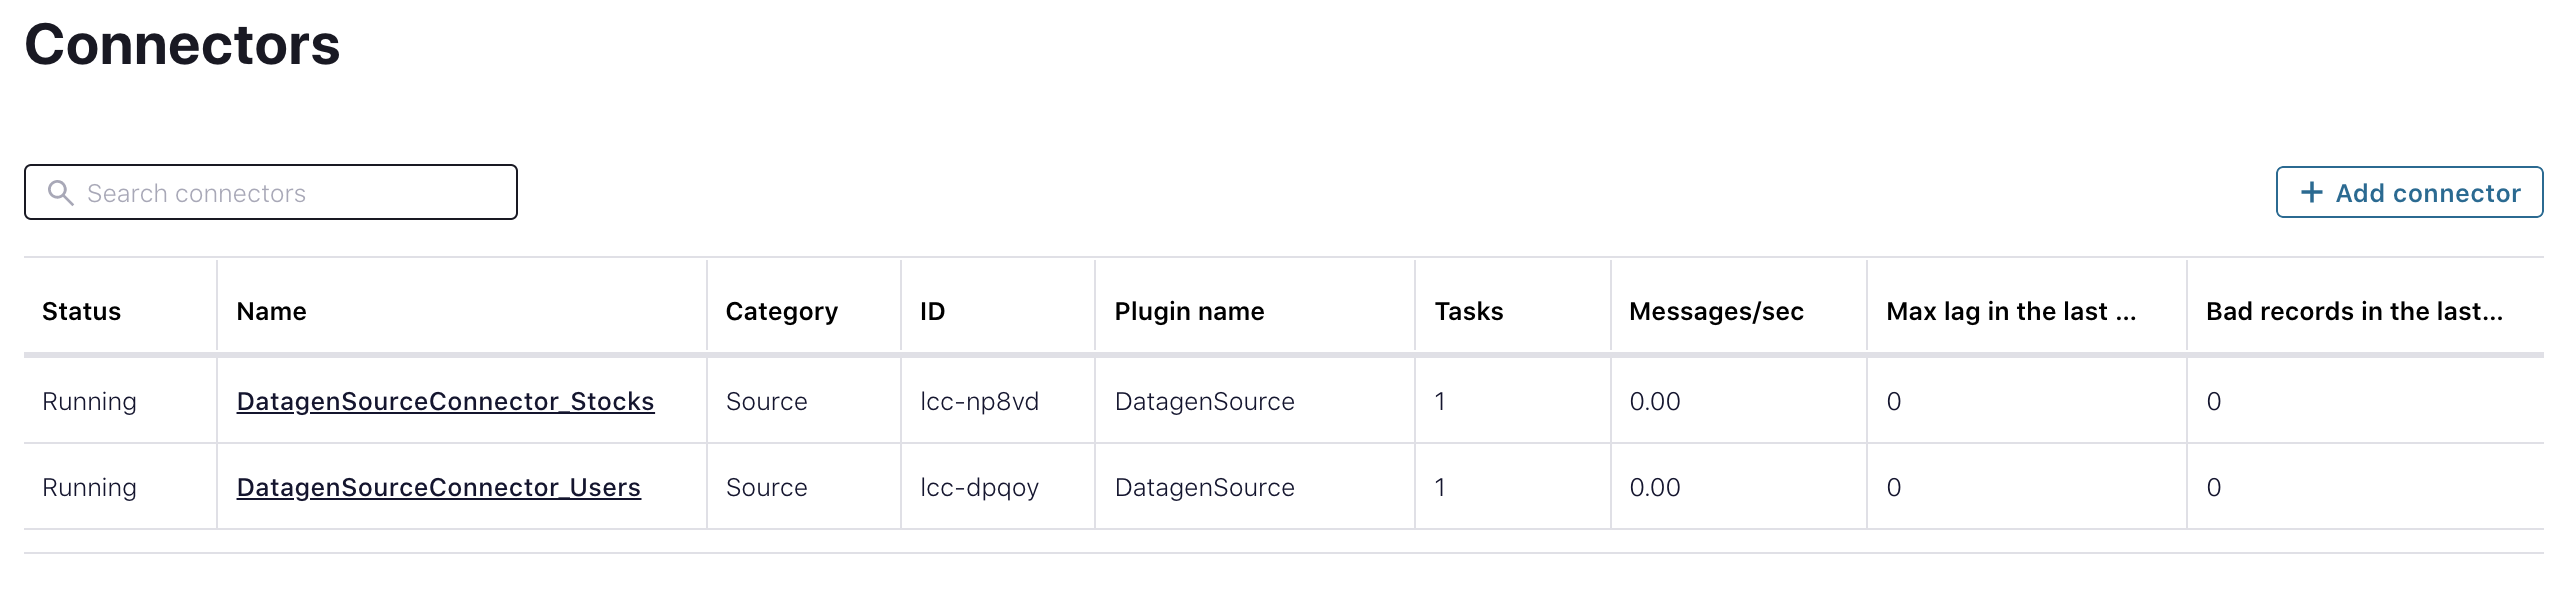 Connectors
Search connectors
+ Add connector
Status Name Category ID Plugin name Tasks Messages/sec Max lag in the last ... Bad records in the last...
Running DatagenSourceConnector_Stocks Source lcc-np8vd DatagenSource 1 0.00 0 0
Running DatagenSourceConnector_Users Source lcc-dpqoy DatagenSource 1 0.00 0 0